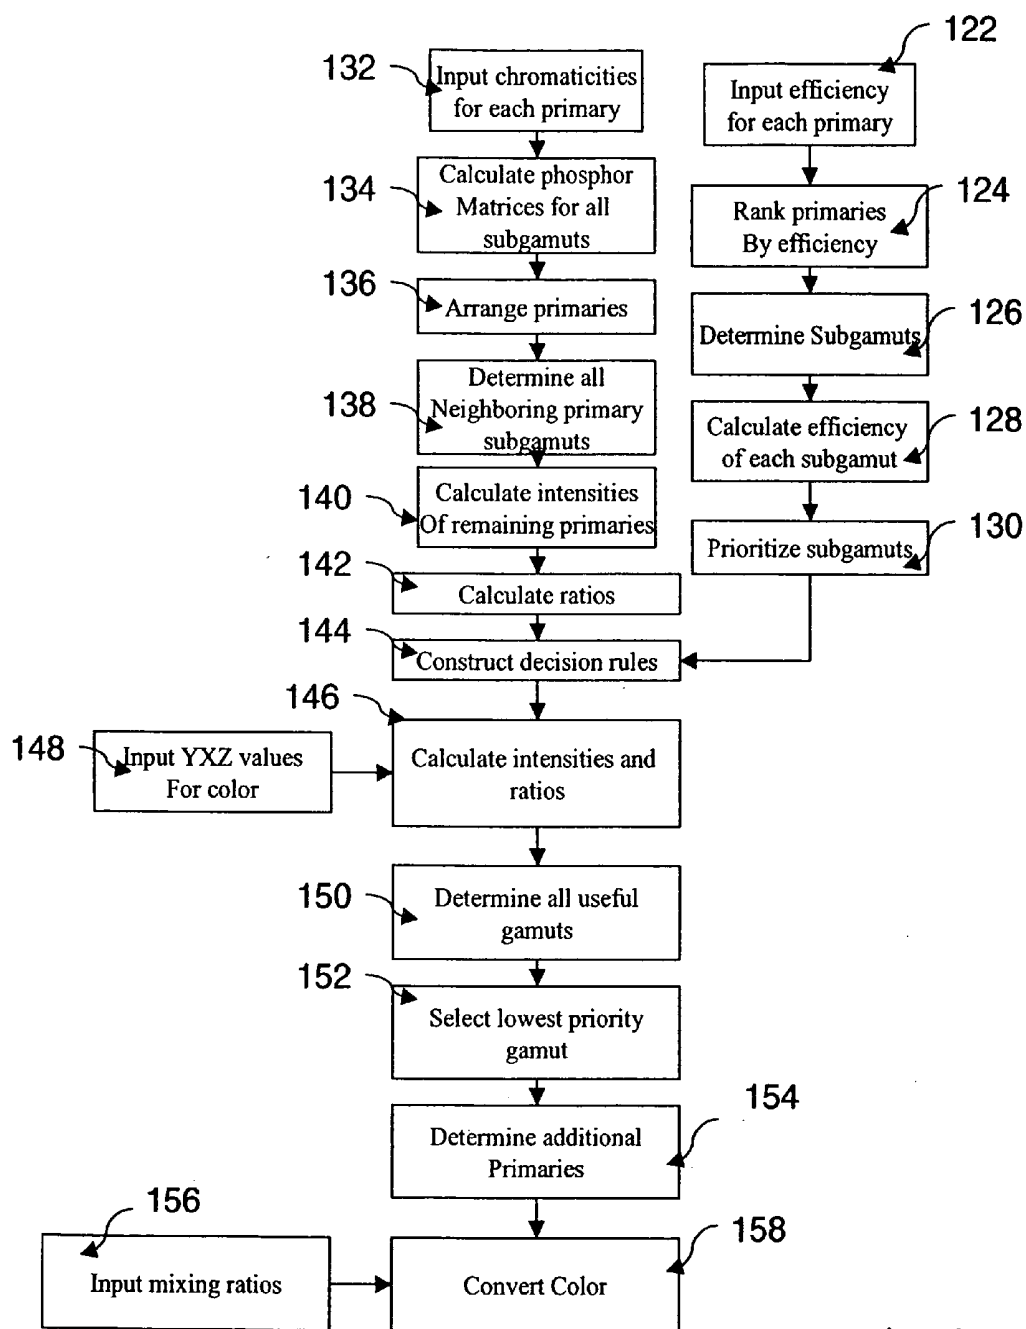 122
132
Input chromaticities
for each primary
Input efficiency
for each primary
134
Calculate phosphor
Matrices for all
subgamuts
124
Rank primaries
By efficiency
136
Arrange primaries
126
Determine Subgamuts
138
Determine all
Neighboring primary
subgamuts
128
Calculate efficiency
of each subgamut
140
Calculate intensities
Of remaining primaries
130
Prioritize subgamuts
142
Calculate ratios
144
Construct decision rules
146
148
Input YXZ values
For color
Calculate intensities and
ratios
150
Determine all useful
gamuts
152
Select lowest priority
gamut
154
Determine additional
Primaries
156
Input mixing ratios
158
Convert Color